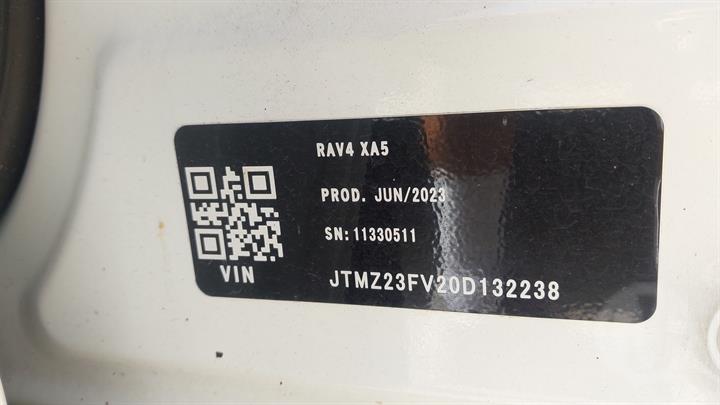 RAV4 XA5
PROD. JUN/2023
SN: 11330511
VIN
JTMZ23FV20D132238